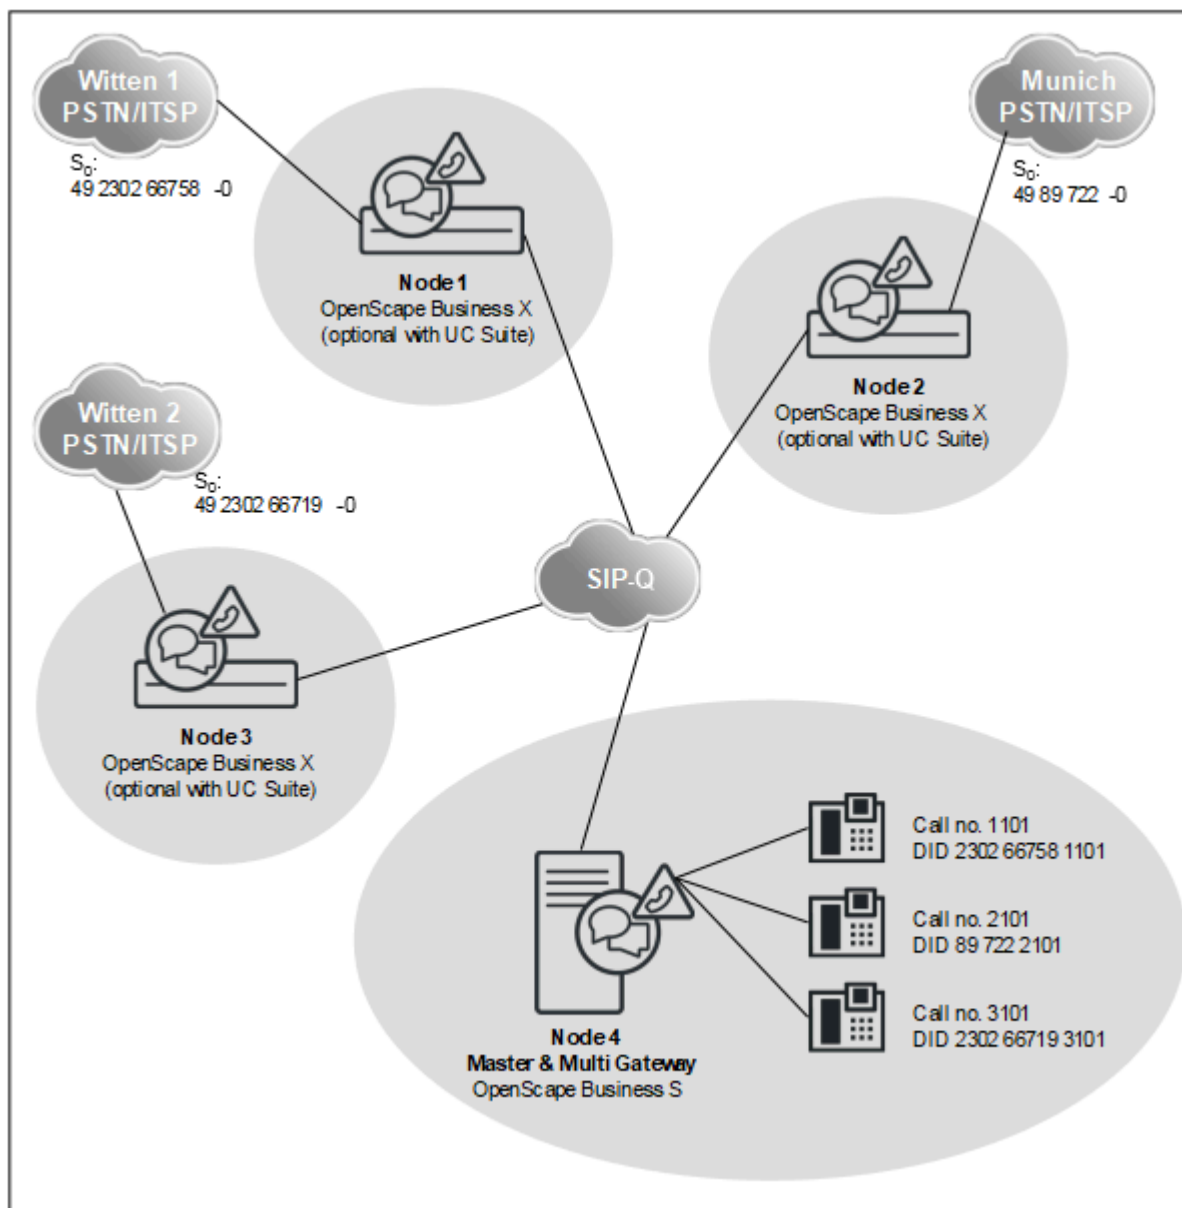 Witten 1
PSTN/ITSP
S0:
49 2302 66758 -0
Munich
PSTN/ITSP
S0:
49 89 722 -0
Node 1
OpenScape Business X
(optional with UC Suite)
Node 2
OpenScape Business X
(optional with UC Suite)
Witten 2
PSTN/ITSP
S0:
49 2302 66719 -0
SIP-Q
Node 3
OpenScape Business X
(optional with UC Suite)
Call no. 1101
DID 2302 66758 1101
Call no. 2101
DID 89 722 2101
Call no. 3101
DID 2302 66719 3101
Node 4
Master & Multi Gateway
OpenScape Business S